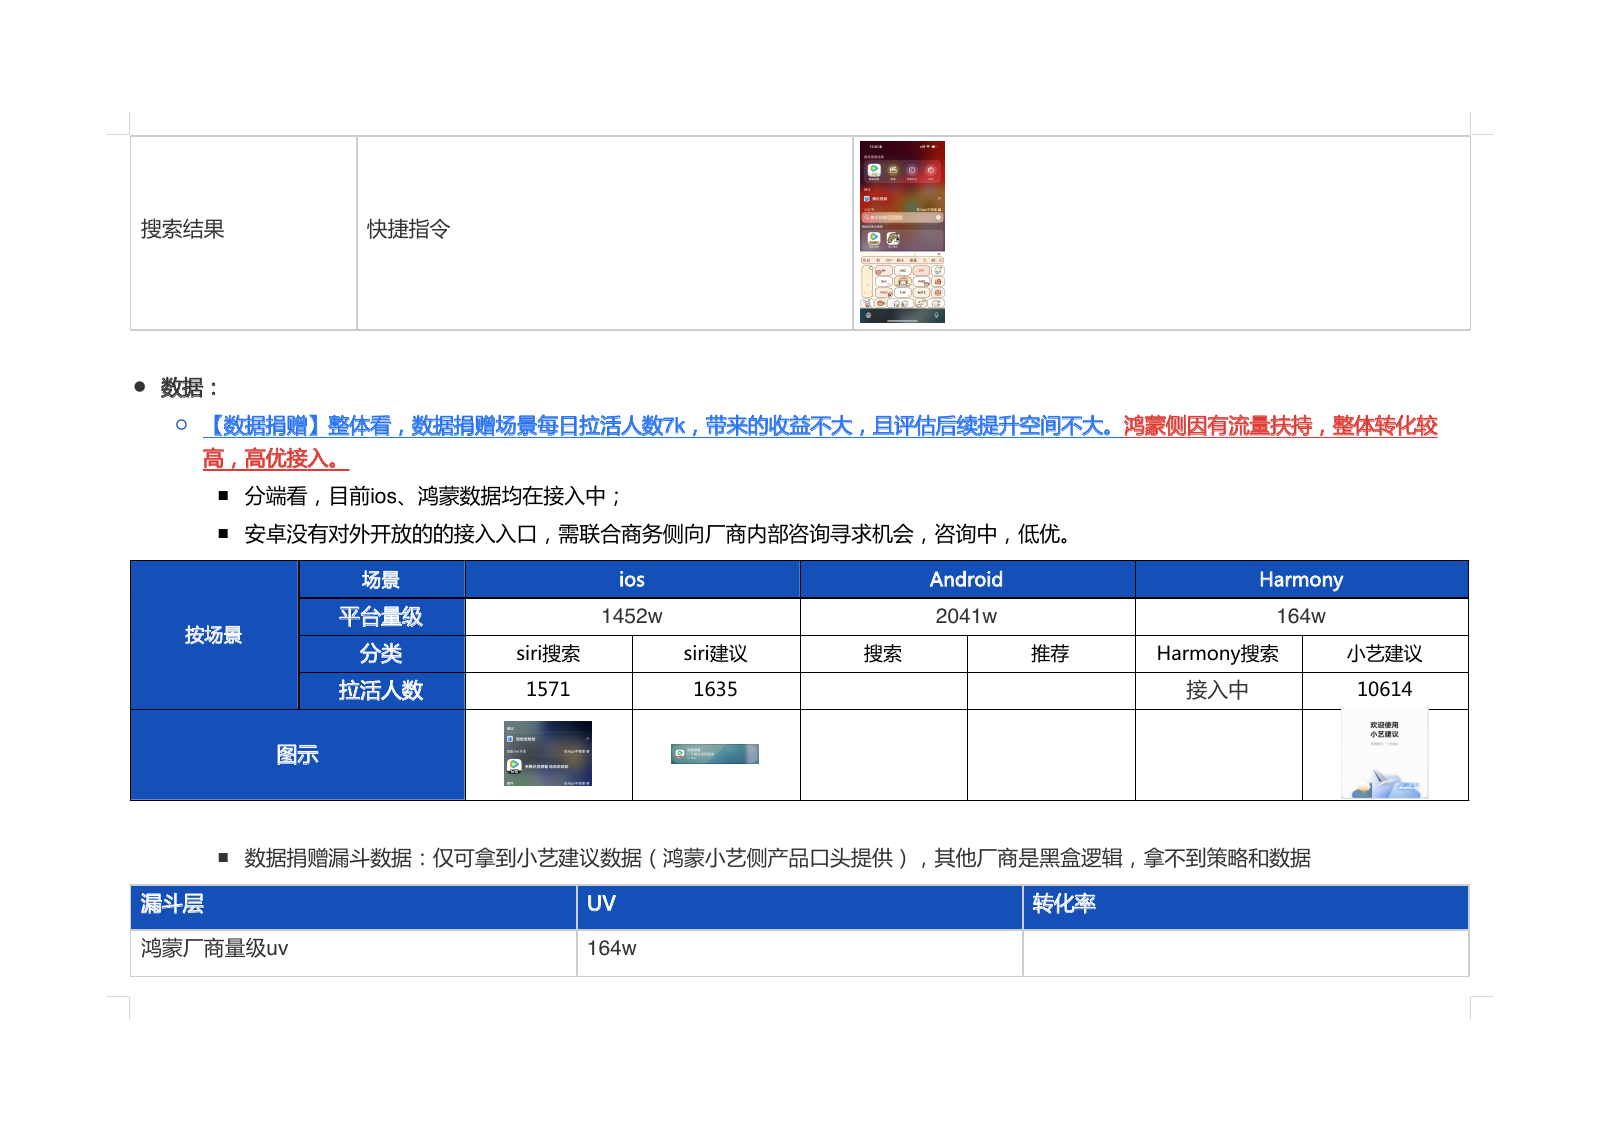 搜索结果 快捷指令
数据：
【数据捐赠】整体看，数据捐赠场景每日拉活人数7k，带来的收益不大，且评估后续提升空间不大。鸿蒙侧因有流量扶持，整体转化较
高，高优接入。
分端看，目前ios、鸿蒙数据均在接入中；
安卓没有对外开放的的接入入口，需联合商务侧向厂商内部咨询寻求机会，咨询中，低优。
按场景 场景 ios Android Harmony
平台量级 1452w 2041w 164w
分类 siri搜索 siri建议 搜索 推荐 Harmony搜索 小艺建议
拉活人数 1571 1635 接入中 10614
图示
欢迎使用
小艺建议
数据捐赠漏斗数据：仅可拿到小艺建议数据（鸿蒙小艺侧产品口头提供），其他厂商是黑盒逻辑，拿不到策略和数据
漏斗层 UV 转化率
鸿蒙厂商量级uv 164w